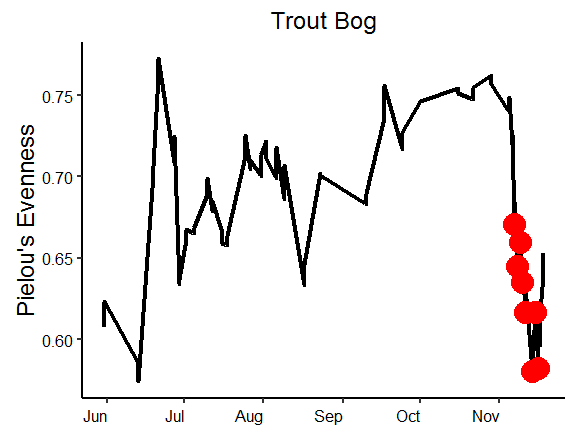 Trout Bog
Pielou's Evenness
0.75
0.70
0.65
0.60
Jun Jul Aug Sep Oct Nov